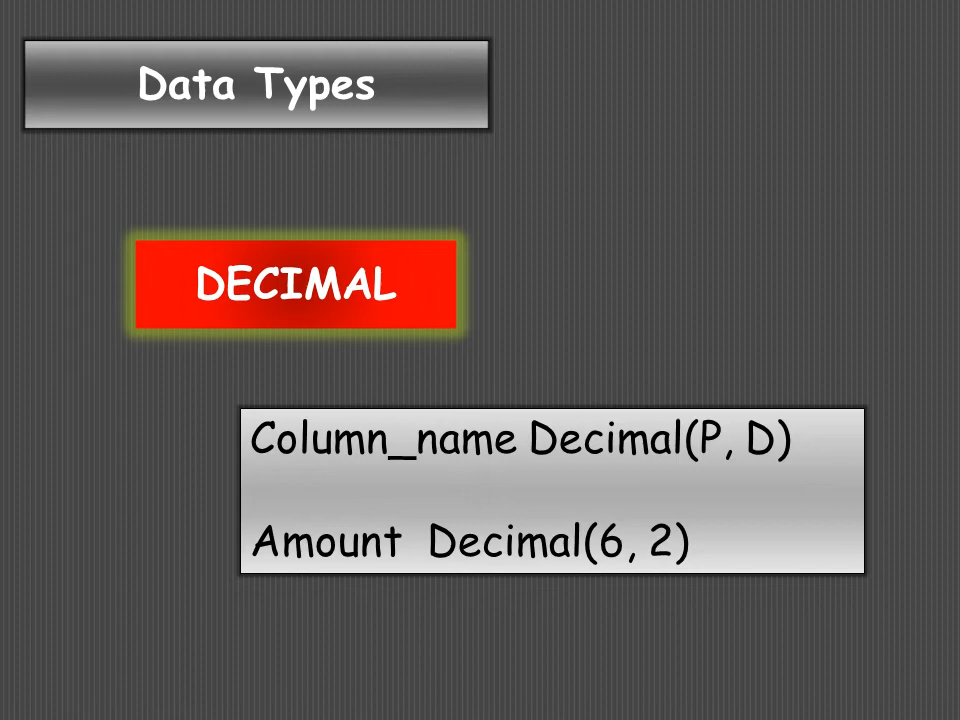 Data Types
DECIMAL
Column_name Decimal(P, D)
Amount Decimal(6, 2)